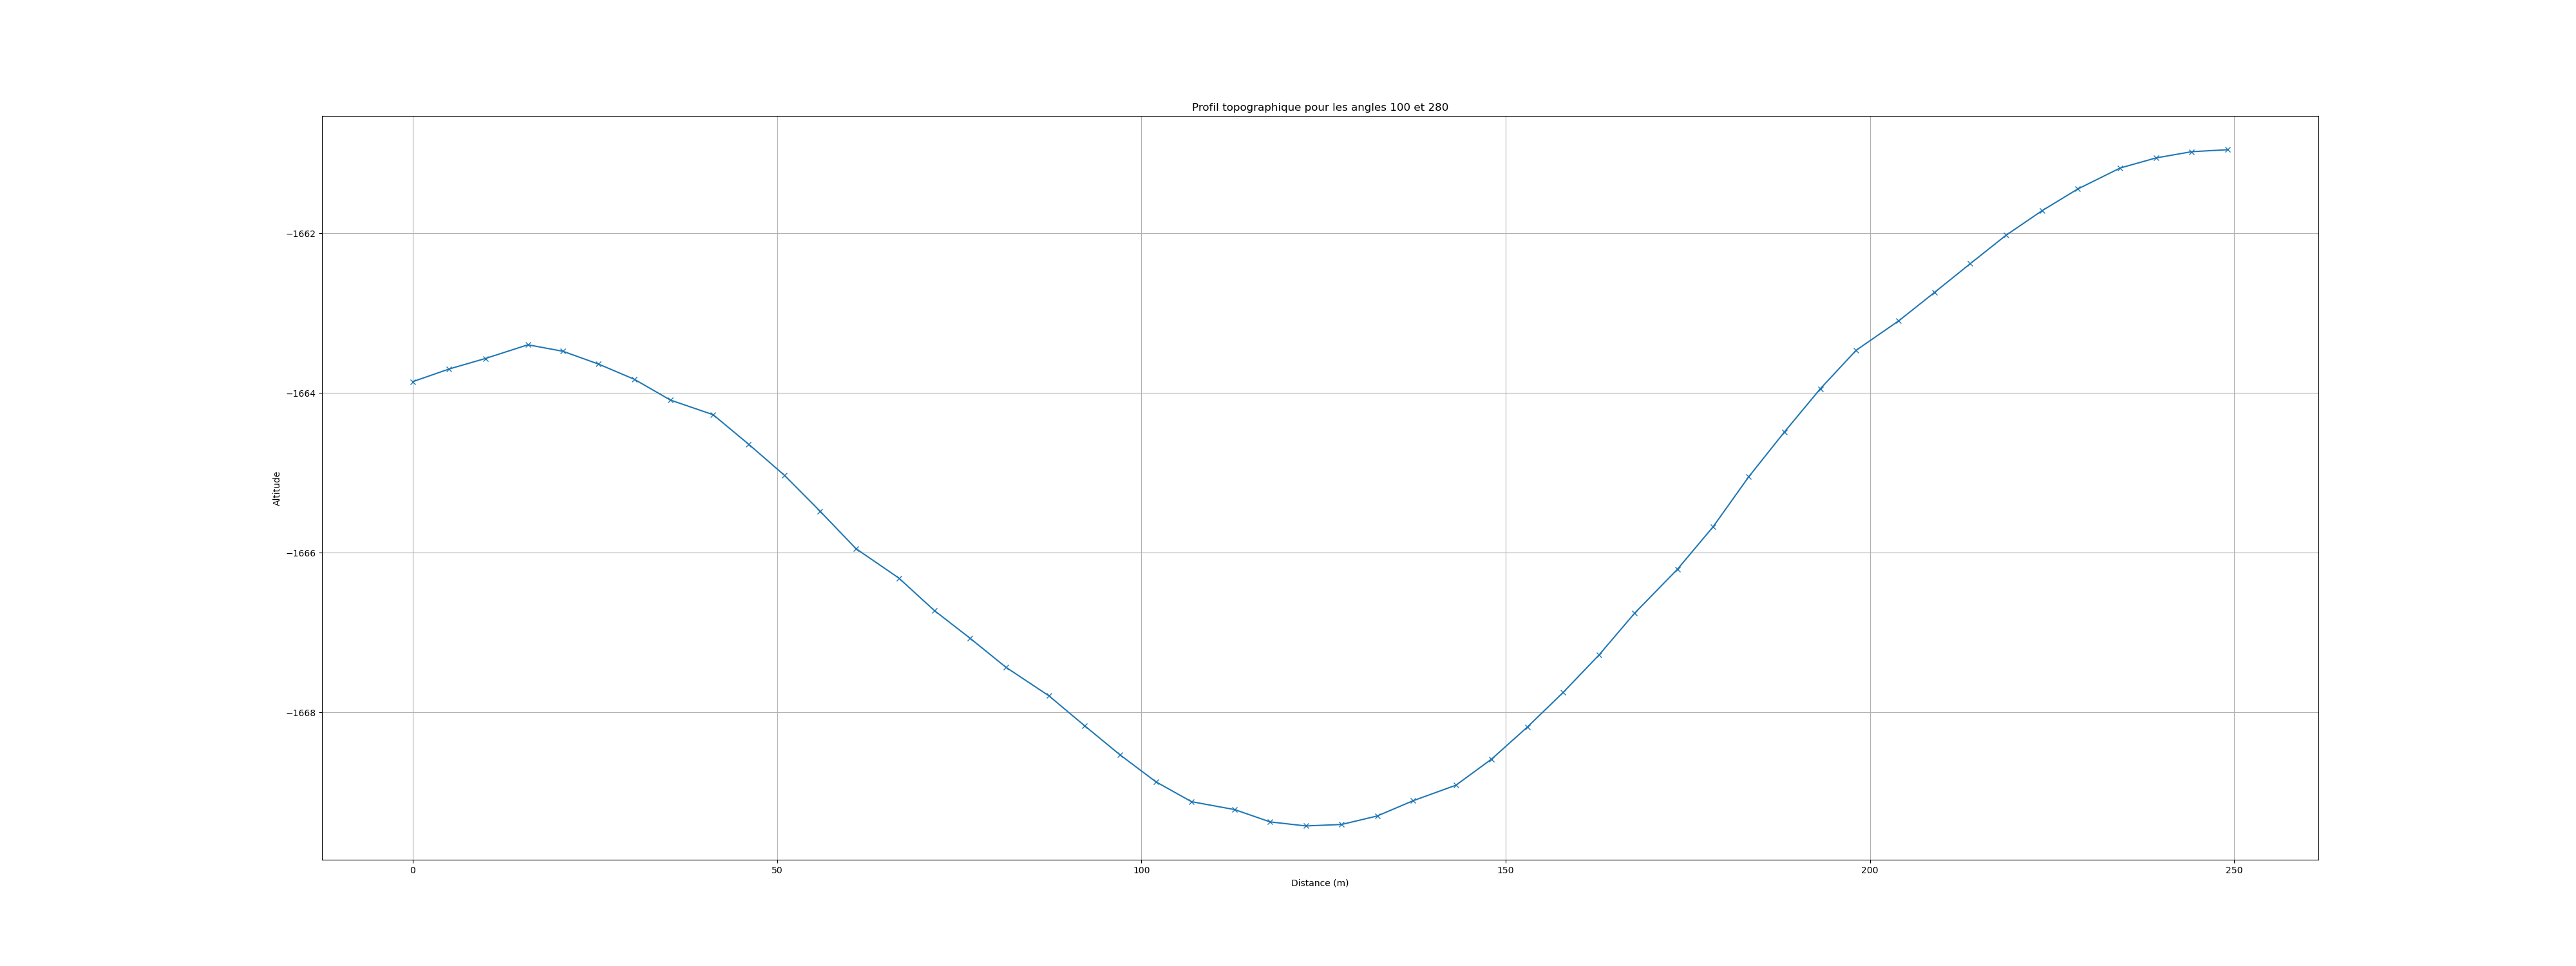 Profil topographique pour les angles 100 et 280
Altitude
−1662
−1664
−1666
−1668
0 50 100 150 200 250
Distance (m)